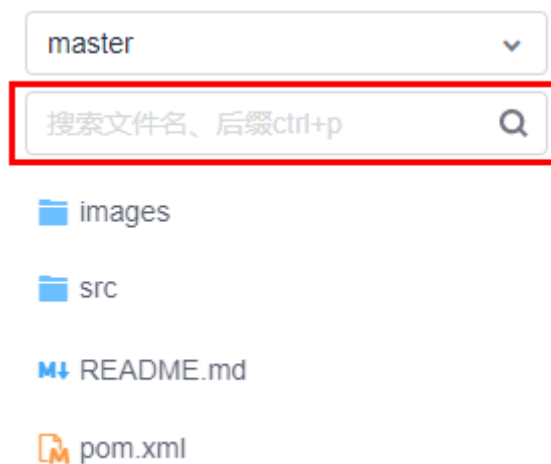 master
搜索文件名、后缀ctrl+p
images
src
M↓ README.md
pom.xml